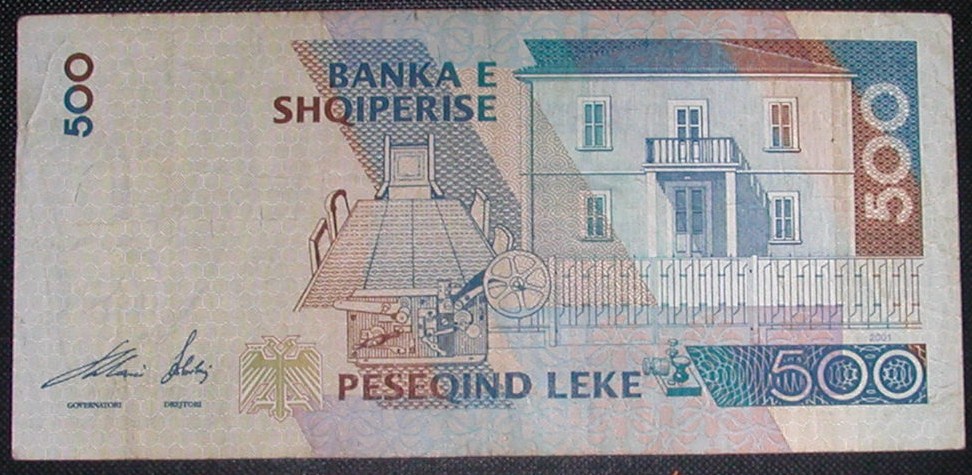 500
BANKA E
SHQIPERISE
500
2001
GOVERNATORI
DREJTORI
PESEQIND LEKE
500